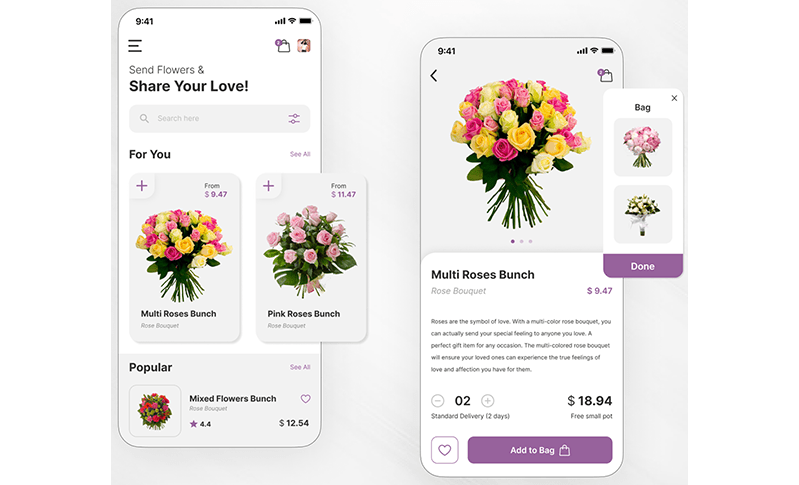 9:41
2
Send Flowers &
Share Your Love!
Search here
For You
See All
From
$ 9.47
Multi Roses Bunch
Rose Bouquet
From
$ 11.47
Pink Roses Bunch
Rose Bouquet
Popular
See All
Mixed Flowers Bunch
Rose Bouquet
4.4
$ 12.54
9:41
2
Bag
Done
Multi Roses Bunch
Rose Bouquet
$ 9.47
Roses are the symbol of love. With a multi-color rose bouquet, you
can actually send your special feeling to anyone you love. A
perfect gift item for any occasion. The multi-colored rose bouquet
will ensure your loved ones can experience the true feelings of
love and affection you have for them.
02
$ 18.94
Standard Delivery (2 days)
Free small pot
Add to Bag